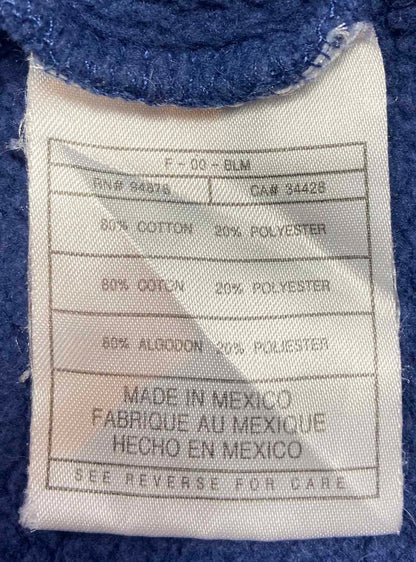 F - 00 - BLM
RN# 94878 CA# 34428
80% COTTON 20% POLYESTER
80% COTON 20% POLYESTER
80% ALGODON 20% POLIESTER
MADE IN MEXICO
FABRIQUE AU MEXIQUE
HECHO EN MEXICO
SEE REVERSE FOR CARE